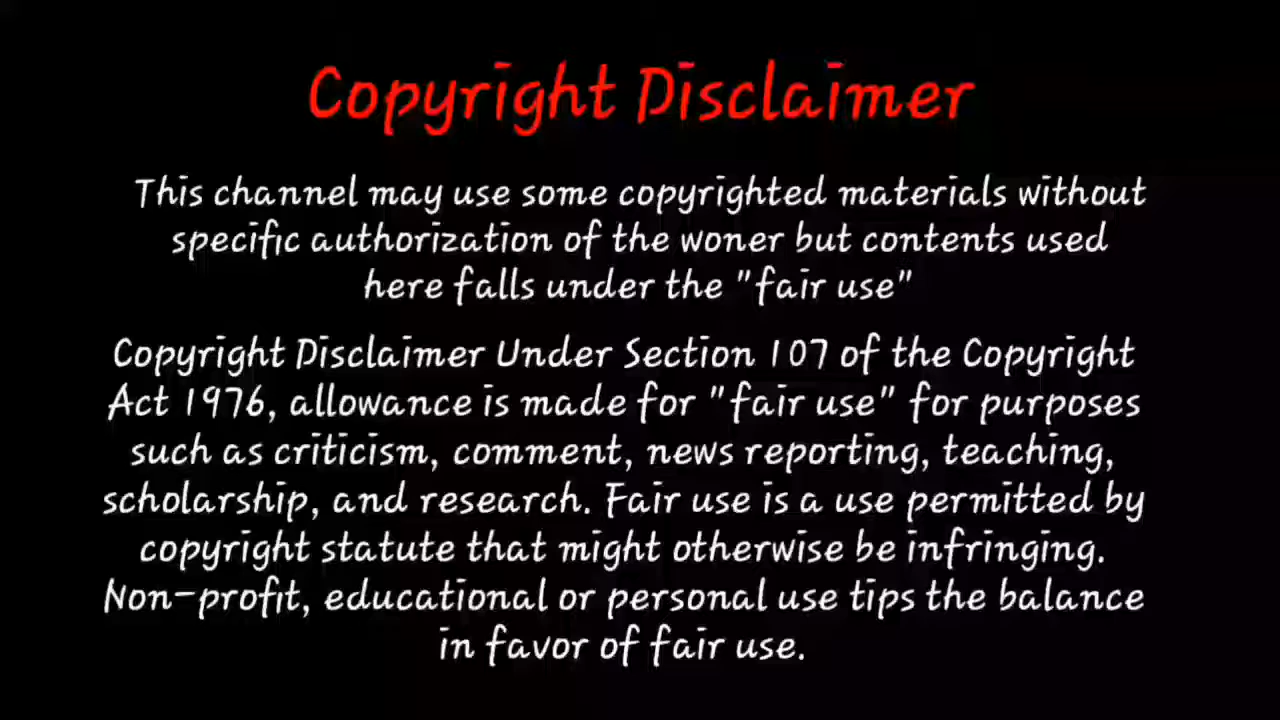 Copyright Disclaimer
This channel may use some copyrighted materials without
specific authorization of the woner but contents used
here falls under the "fair use"
Copyright Disclaimer Under Section 107 of the Copyright
Act 1976, allowance is made for "fair use" for purposes
such as criticism, comment, news reporting, teaching,
scholarship, and research. Fair use is a use permitted by
copyright statute that might otherwise be infringing.
Non-profit, educational or personal use tips the balance
in favor of fair use.